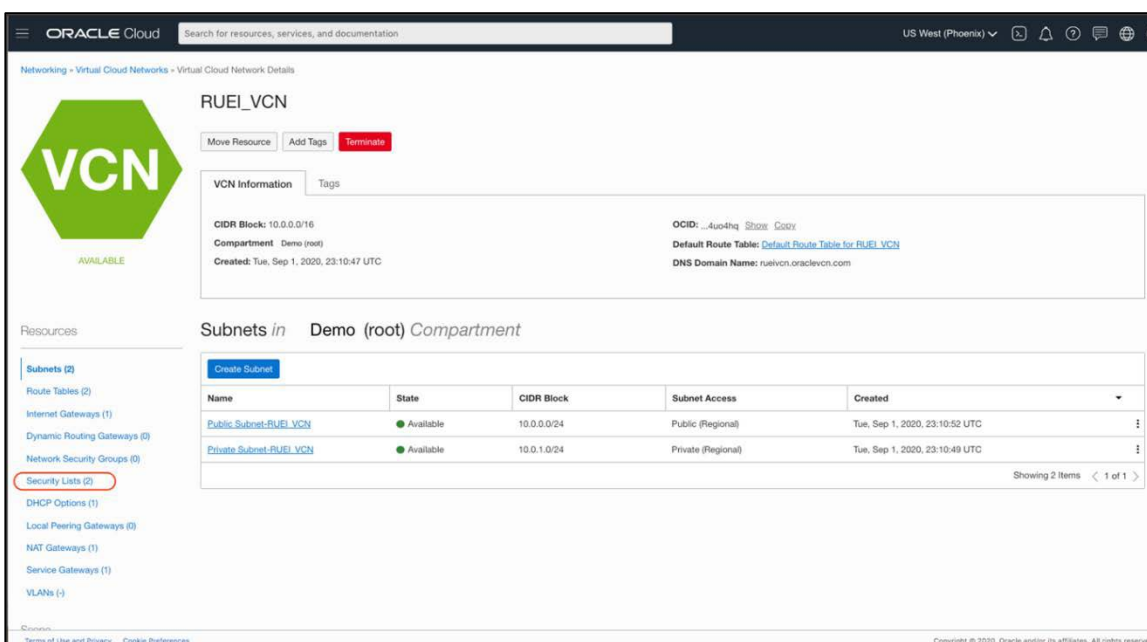 ORACLE Cloud
Search for resources, services, and documentation
US West (Phoenix)
Networking » Virtual Cloud Networks » Virtual Cloud Network Details
VCN
AVAILABLE
RUEI_VCN
Move Resource Add Tags Terminate
VCN Information Tags
CIDR Block: 10.0.0.0/16
Compartment Demo (root)
Created: Tue, Sep 1, 2020, 23:10:47 UTC
OCID: ...4uo4hq Show Copy
Default Route Table: Default Route Table for RUEI_VCN
DNS Domain Name: rueivcn.oraclevcn.com
Resources
Subnets (2)
Route Tables (2)
Internet Gateways (1)
Dynamic Routing Gateways (0)
Network Security Groups (0)
Security Lists (2)
DHCP Options (1)
Local Peering Gateways (0)
NAT Gateways (1)
Service Gateways (1)
VLANs (-)
Subnets in Demo (root) Compartment
Create Subnet
Name State CIDR Block Subnet Access Created
Public Subnet-RUEI_VCN Available 10.0.0.0/24 Public (Regional) Tue, Sep 1, 2020, 23:10:52 UTC
Private Subnet-RUEI_VCN Available 10.0.1.0/24 Private (Regional) Tue, Sep 1, 2020, 23:10:49 UTC
Showing 2 Items < 1 of 1 >
Terms of Use and Privacy Cookie Preferences
Copyright © 2020, Oracle and/or its affiliates. All rights